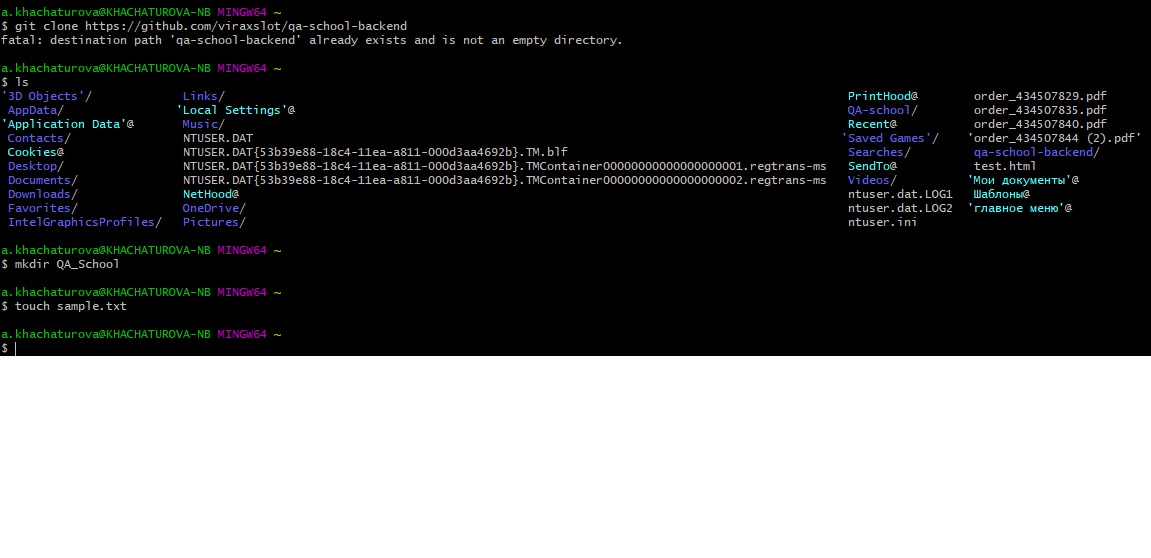 a.khachaturova@KHACHATUROVA-NB MINGW64 ~
$ git clone https://github.com/viraxslot/qa-school-backend
fatal: destination path 'qa-school-backend' already exists and is not an empty directory.
a.khachaturova@KHACHATUROVA-NB MINGW64 ~
$ ls
'3D Objects'/ Links/ PrintHood@ order_434507829.pdf
AppData/ 'Local Settings'@ QA-school/ order_434507835.pdf
'Application Data'@ Music/ Recent@ order_434507840.pdf
Contacts/ NTUSER.DAT 'Saved Games'/ 'order_434507844 (2).pdf'
Cookies@ NTUSER.DAT{53b39e88-18c4-11ea-a811-000d3aa4692b}.TM.blf Searches/ qa-school-backend/
Desktop/ NTUSER.DAT{53b39e88-18c4-11ea-a811-000d3aa4692b}.TMContainer00000000000000000001.regtrans-ms SendTo@ test.html
Documents/ NTUSER.DAT{53b39e88-18c4-11ea-a811-000d3aa4692b}.TMContainer00000000000000000002.regtrans-ms Videos/ 'Мои документы'@
Downloads/ NetHood@ ntuser.dat.LOG1 Шаблоны@
Favorites/ OneDrive/ ntuser.dat.LOG2 'главное меню'@
IntelGraphicsProfiles/ Pictures/ ntuser.ini
a.khachaturova@KHACHATUROVA-NB MINGW64 ~
$ mkdir QA_School
a.khachaturova@KHACHATUROVA-NB MINGW64 ~
$ touch sample.txt
a.khachaturova@KHACHATUROVA-NB MINGW64 ~
$